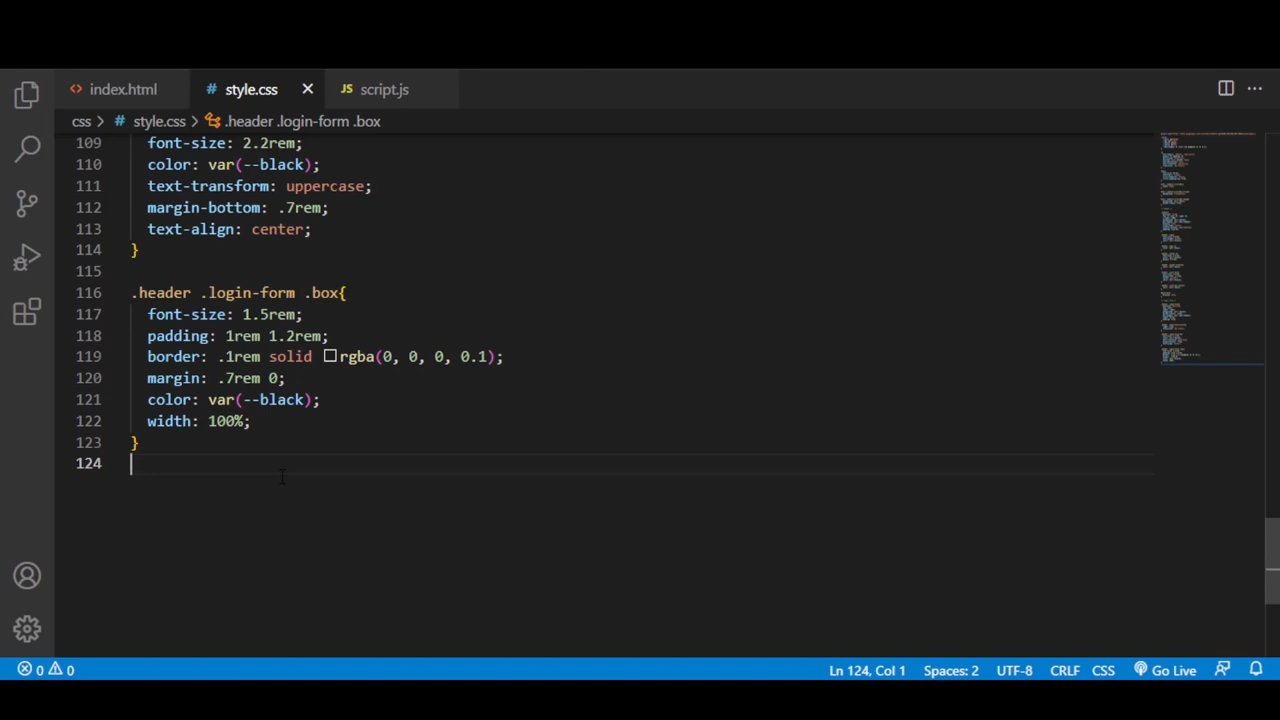 index.html
# style.css
JS script.js
css > # style.css > .header .login-form .box
109 font-size: 2.2rem;
110 color: var(--black);
111 text-transform: uppercase;
112 margin-bottom: .7rem;
113 text-align: center;
114 }
115
116 .header .login-form .box{
117 font-size: 1.5rem;
118 padding: 1rem 1.2rem;
119 border: .1rem solid rgba(0, 0, 0, 0.1);
120 margin: .7rem 0;
121 color: var(--black);
122 width: 100%;
123 }
124
0 0 Ln 124, Col 1 Spaces: 2 UTF-8 CRLF CSS Go Live